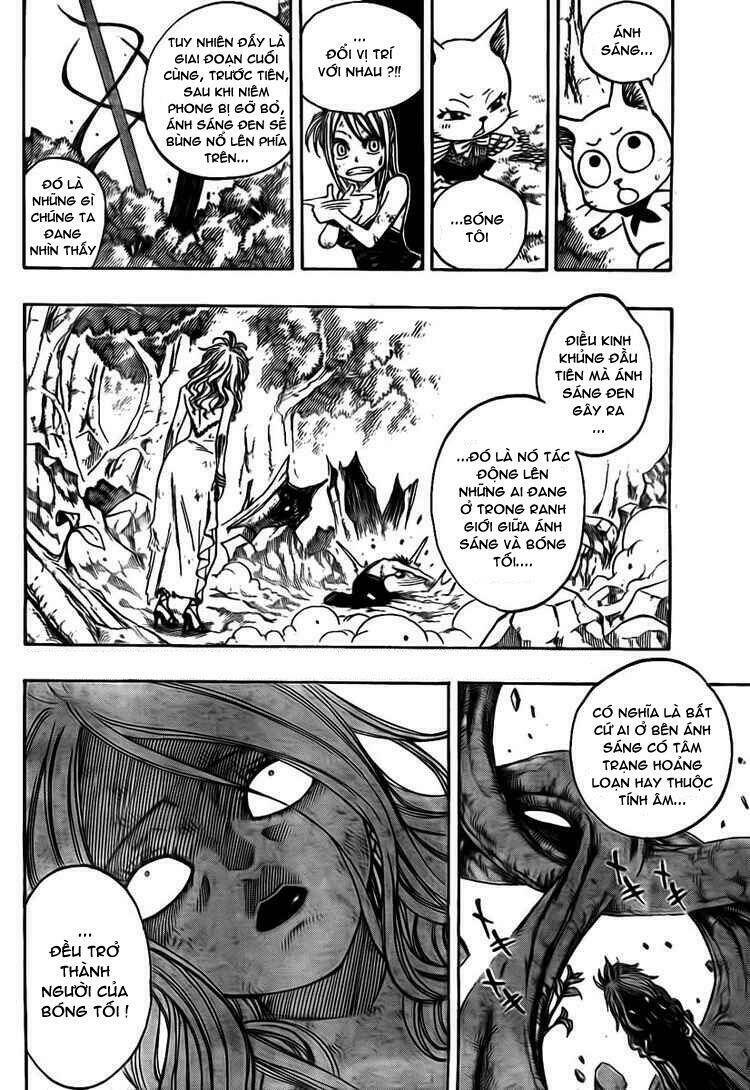 ÁNH
SÁNG...
...BÓNG
TỐI
...
ĐỔI VỊ TRÍ
VỚI NHAU ?!!
TUY NHIÊN ĐẤY LÀ
GIAI ĐOẠN CUỐI
CÙNG, TRƯỚC TIÊN,
SAU KHI NIÊM
PHONG BỊ GỠ BỎ,
ÁNH SÁNG ĐEN SẼ
BÙNG NỔ LÊN PHÍA
TRÊN...
ĐÓ LÀ
NHỮNG GÌ
CHÚNG TA
ĐANG
NHÌN THẤY
ĐIỀU KINH
KHỦNG ĐẦU
TIÊN MÀ ÁNH
SÁNG ĐEN
GÂY RA
...
...ĐÓ LÀ NÓ TÁC
ĐỘNG LÊN
NHỮNG AI ĐANG
Ở TRONG RANH
GIỚI GIỮA ÁNH
SÁNG VÀ BÓNG
TỐI....
CÓ NGHĨA LÀ BẤT
CỨ AI Ở BÊN ÁNH
SÁNG CÓ TÂM
TRẠNG HOẢNG
LOẠN HAY THUỘC
TÍNH ÂM...
...
ĐỀU TRỞ
THÀNH
NGƯỜI CỦA
BÓNG TỐI !